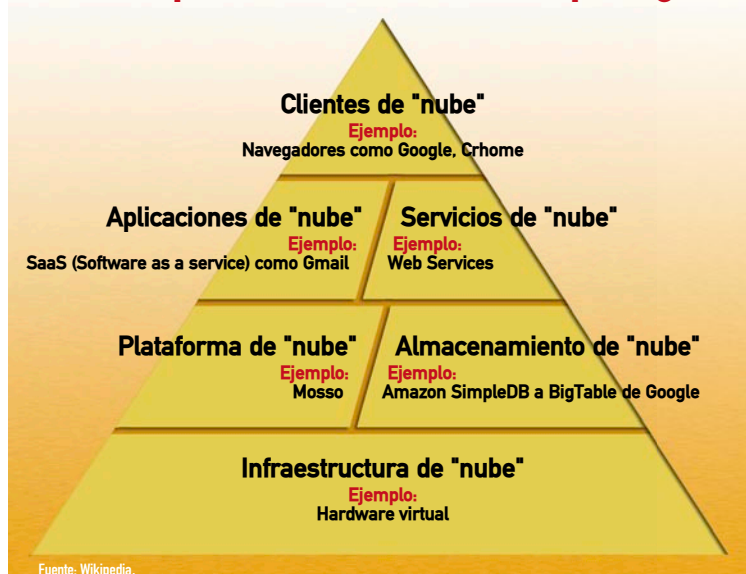 Clientes de "nube"
Ejemplo:
Navegadores como Google, Crhome
Aplicaciones de "nube"
Ejemplo:
SaaS (Software as a service) como Gmail
Servicios de "nube"
Ejemplo:
Web Services
Plataforma de "nube"
Ejemplo:
Mosso
Almacenamiento de "nube"
Ejemplo:
Amazon SimpleDB a BigTable de Google
Infraestructura de "nube"
Ejemplo:
Hardware virtual
Fuente: Wikipedia.